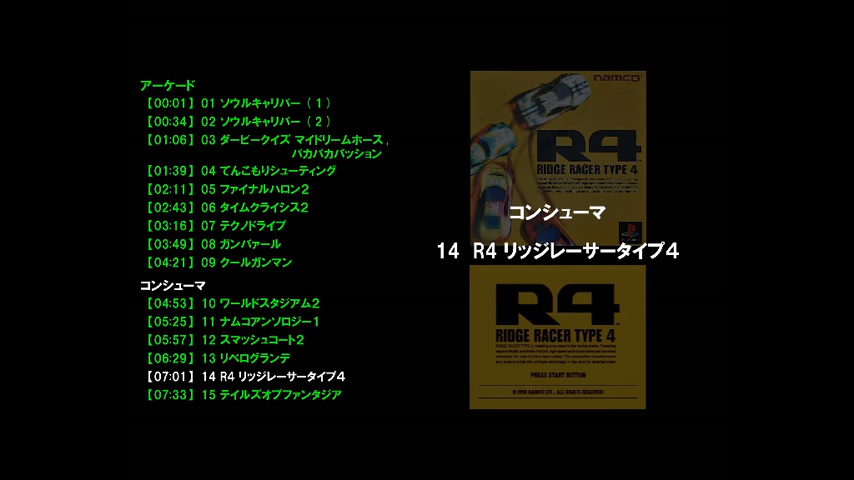 アーケード
【00:01】 01 ソウルキャリバー（1）
【00:34】 02 ソウルキャリバー（2）
【01:06】 03 ダービークイズ マイドリームホース,
パカパカパッション
【01:39】 04 てんこもりシューティング
【02:11】 05 ファイナルハロン2
【02:43】 06 タイムクライシス2
【03:16】 07 テクノドライブ
【03:49】 08 ガンバァール
【04:21】 09 クールガンマン
コンシューマ
【04:53】 10 ワールドスタジアム2
【05:25】 11 ナムコアンソロジー1
【05:57】 12 スマッシュコート2
【06:29】 13 リベログランデ
【07:01】 14 R4 リッジレーサータイプ4
【07:33】 15 テイルズオブファンタジア
namco
R4
RIDGE RACER TYPE 4
コンシューマ
14 R4 リッジレーサータイプ4
R4
RIDGE RACER TYPE 4
PRESS START BUTTON
© 1998 NAMCO LTD., ALL RIGHTS RESERVED